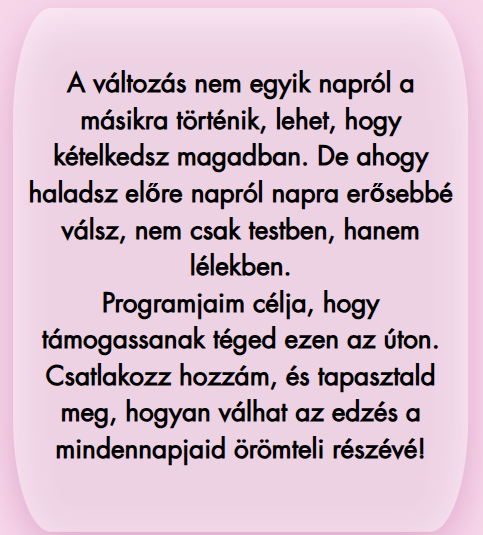 A változás nem egyik napról a
másikra történik, lehet, hogy
kételkedsz magadban. De ahogy
haladsz előre napról napra erősebbé
válsz, nem csak testben, hanem
lélekben.
Programjaim célja, hogy
támogassanak téged ezen az úton.
Csatlakozz hozzám, és tapasztald
meg, hogyan válhat az edzés a
mindennapjaid örömteli részévé!